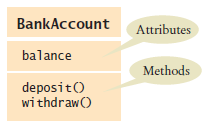 BankAccount
Attributes
balance
Methods
deposit()
withdraw()